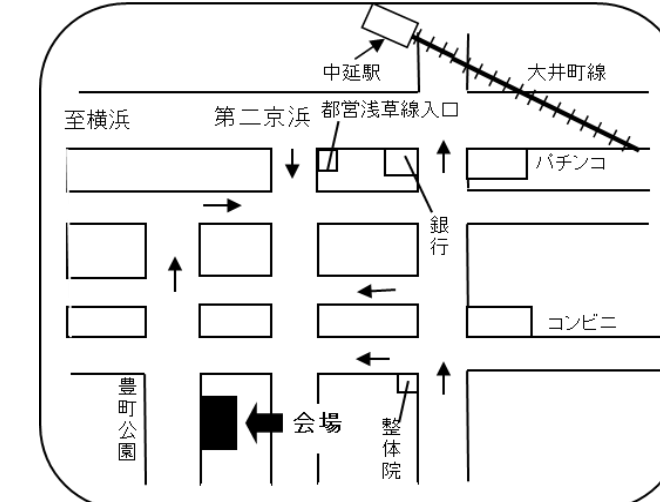 中延駅
大井町線
至横浜
第二京浜
都営浅草線入口
パチンコ
銀行
コンビニ
豊町公園
会場
整体院